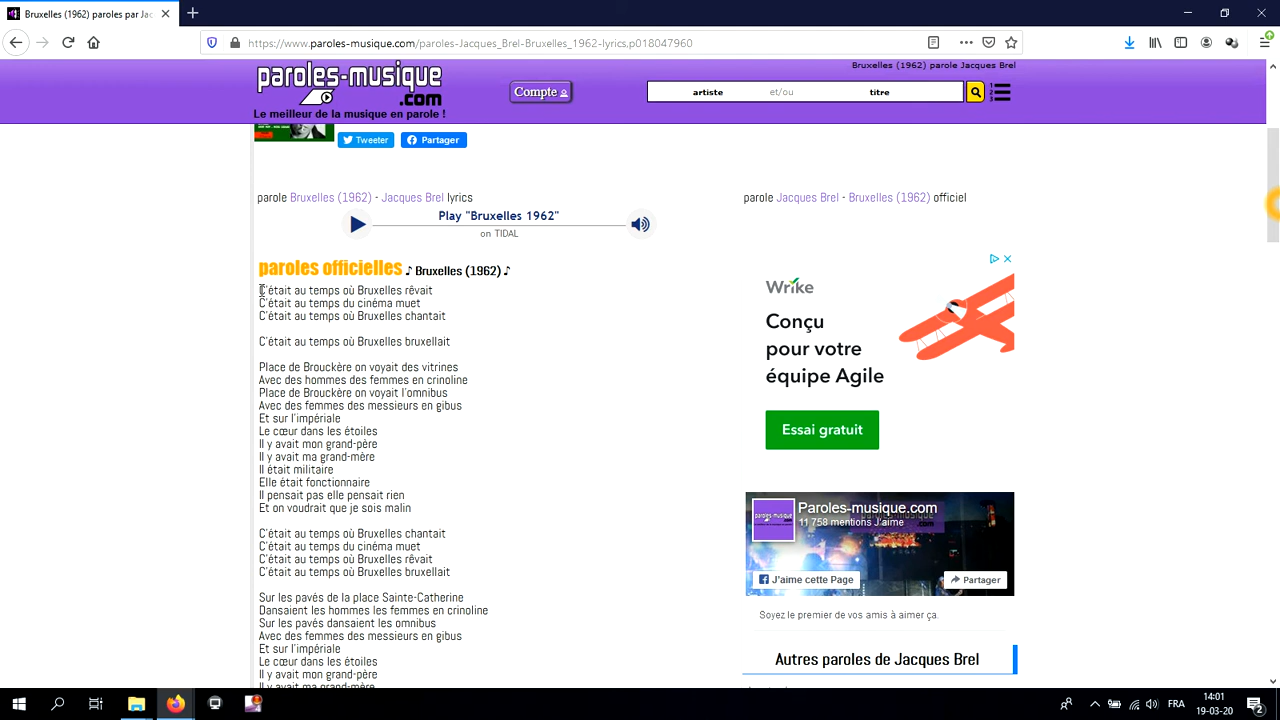 Bruxelles (1962) paroles par Jac
https://www.paroles-musique.com/paroles-Jacques_Brel-Bruxelles_1962-lyrics,p018047960
Bruxelles (1962) parole Jacques Brel
paroles-musique
.com
Le meilleur de la musique en parole !
Compte
artiste et/ou titre
1
2
3
Tweeter
Partager
parole Bruxelles (1962) - Jacques Brel lyrics
parole Jacques Brel - Bruxelles (1962) officiel
Play "Bruxelles 1962"
on TIDAL
paroles officielles ♪ Bruxelles (1962) ♪
C'était au temps où Bruxelles rêvait
C'était au temps du cinéma muet
C'était au temps où Bruxelles chantait
C'était au temps où Bruxelles bruxellait
Place de Brouckère on voyait des vitrines
Avec des hommes des femmes en crinoline
Place de Brouckère on voyait l'omnibus
Avec des femmes des messieurs en gibus
Et sur l'impériale
Le cœur dans les étoiles
Il y avait mon grand-père
Il y avait ma grand-mère
Il était militaire
Elle était fonctionnaire
Il pensait pas elle pensait rien
Et on voudrait que je sois malin
C'était au temps où Bruxelles chantait
C'était au temps du cinéma muet
C'était au temps où Bruxelles rêvait
C'était au temps où Bruxelles bruxellait
Sur les pavés de la place Sainte-Catherine
Dansaient les hommes les femmes en crinoline
Sur les pavés dansaient les omnibus
Avec des femmes des messieurs en gibus
Et sur l'impériale
Le cœur dans les étoiles
Il y avait mon grand-père
Il y avait ma grand-mère
Wrike
Conçu
pour votre
équipe Agile
Essai gratuit
Paroles-musique.com
11 758 mentions J'aime
J'aime cette Page
Partager
Soyez le premier de vos amis à aimer ça.
Autres paroles de Jacques Brel
FRA
14:01
19-03-20
2